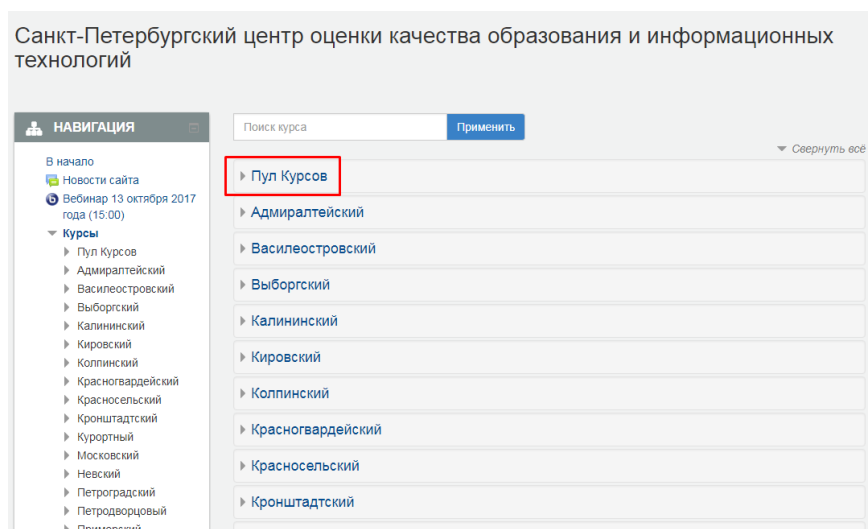 Санкт-Петербургский центр оценки качества образования и информационных
технологий
НАВИГАЦИЯ
В начало
Новости сайта
Вебинар 13 октября 2017
года (15:00)
Курсы
Пул Курсов
Адмиралтейский
Василеостровский
Выборгский
Калининский
Кировский
Колпинский
Красногвардейский
Красносельский
Кронштадтский
Курортный
Московский
Невский
Петроградский
Петродворцовый
Приморский
Поиск курса
Применить
Свернуть всё
Пул Курсов
Адмиралтейский
Василеостровский
Выборгский
Калининский
Кировский
Колпинский
Красногвардейский
Красносельский
Кронштадтский